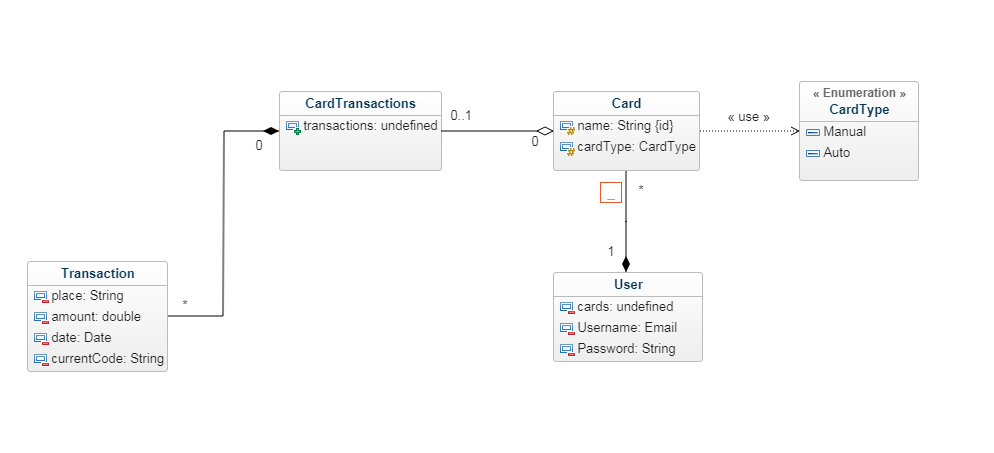 « Enumeration »
CardType
Manual
Auto
CardTransactions
transactions: undefined
0..1
0
0
Card
name: String {id}
cardType: CardType
« use »
_
*
1
User
cards: undefined
Username: Email
Password: String
Transaction
place: String
amount: double
date: Date
currentCode: String
*